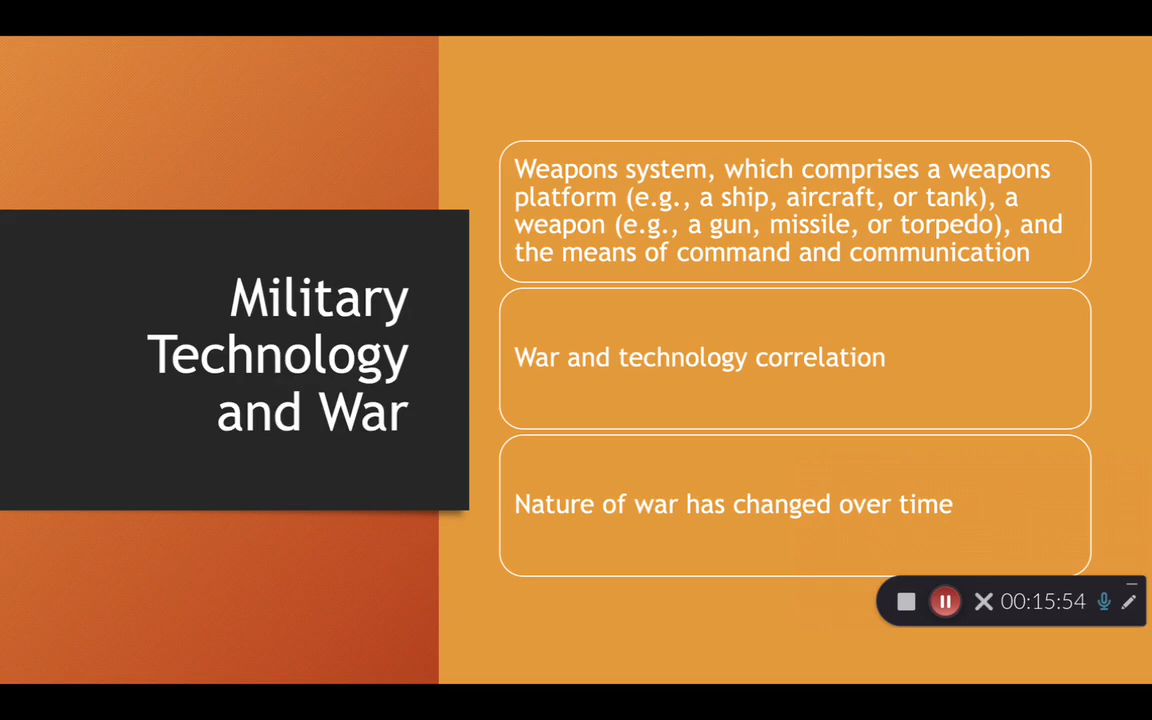 Military
Technology
and War
Weapons system, which comprises a weapons
platform (e.g., a ship, aircraft, or tank), a
weapon (e.g., a gun, missile, or torpedo), and
the means of command and communication
War and technology correlation
Nature of war has changed over time
00:15:54